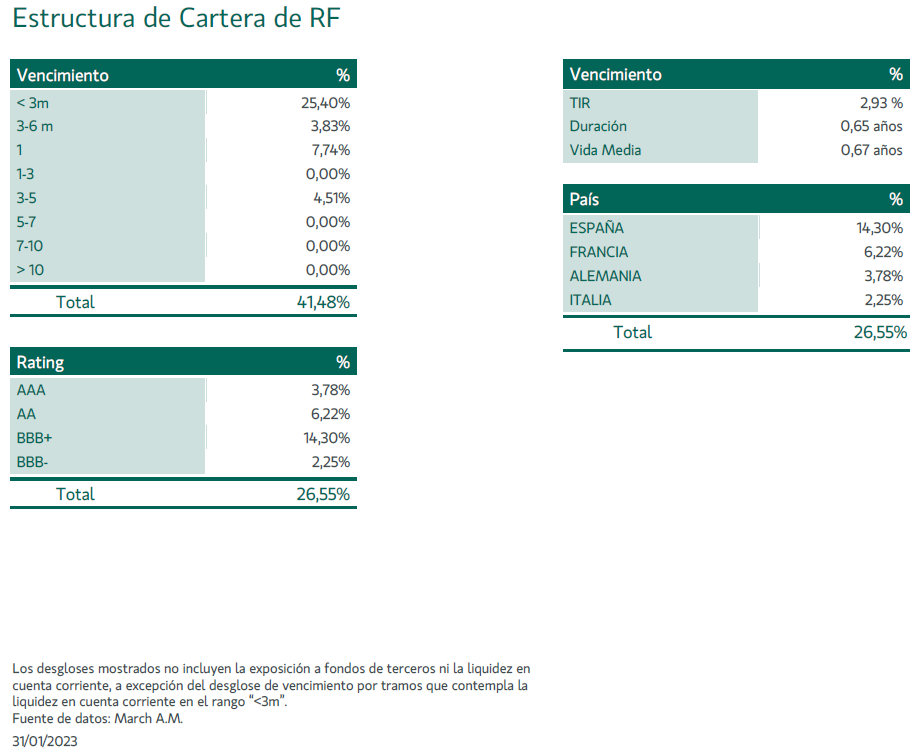 Estructura de Cartera de RF
Vencimiento %
< 3m 25,40%
3-6 m 3,83%
1 7,74%
1-3 0,00%
3-5 4,51%
5-7 0,00%
7-10 0,00%
> 10 0,00%
Total 41,48%
Rating %
AAA 3,78%
AA 6,22%
BBB+ 14,30%
BBB- 2,25%
Total 26,55%
Vencimiento %
TIR 2,93 %
Duración 0,65 años
Vida Media 0,67 años
País %
ESPAÑA 14,30%
FRANCIA 6,22%
ALEMANIA 3,78%
ITALIA 2,25%
Total 26,55%
Los desgloses mostrados no incluyen la exposición a fondos de terceros ni la liquidez en
cuenta corriente, a excepción del desglose de vencimiento por tramos que contempla la
liquidez en cuenta corriente en el rango “<3m”.
Fuente de datos: March A.M.
31/01/2023